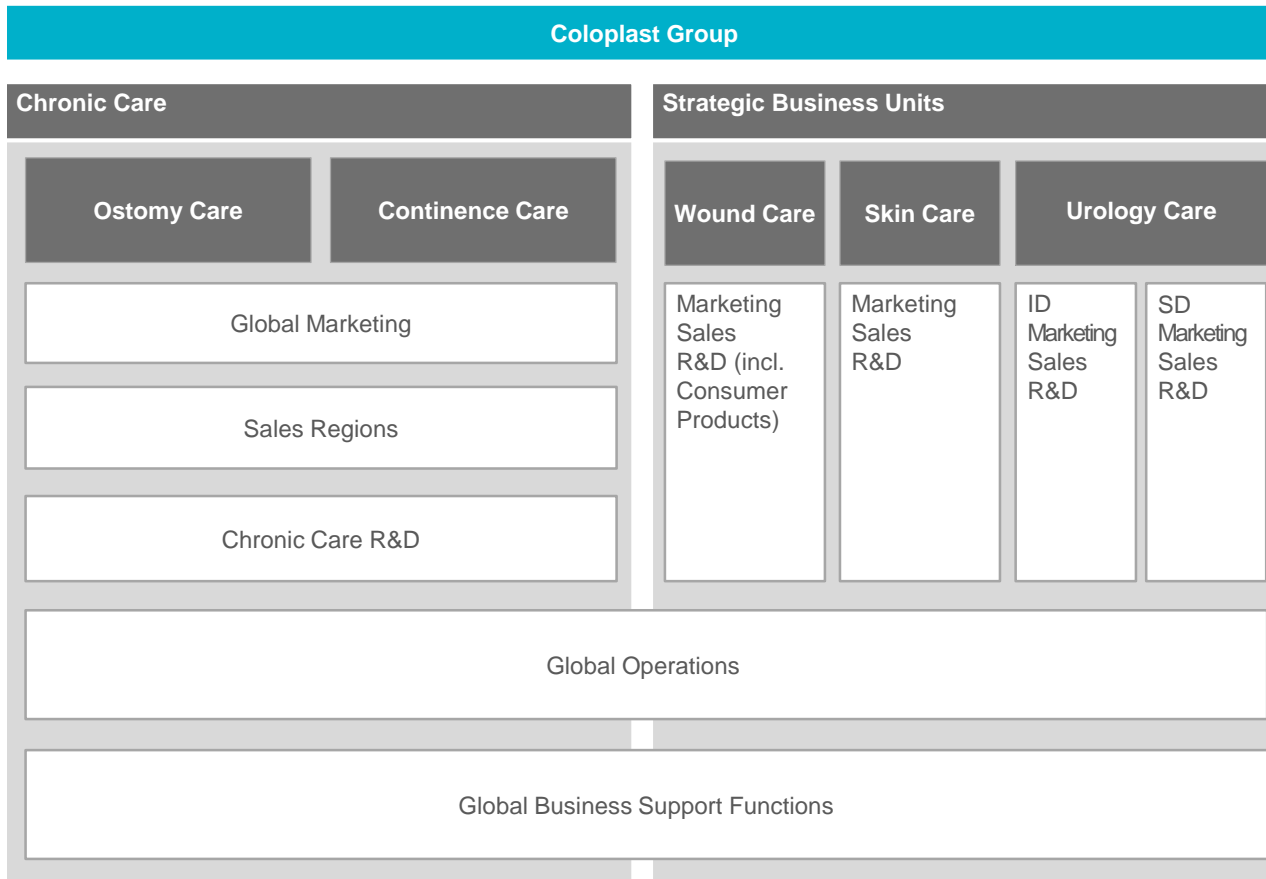 Coloplast Group
Chronic Care
Strategic Business Units
Ostomy Care
Continence Care
Wound Care
Skin Care
Urology Care
Global Marketing
Sales Regions
Chronic Care R&D
Marketing
Sales
R&D (incl.
Consumer
Products)
Marketing
Sales
R&D
ID
Marketing
Sales
R&D
SD
Marketing
Sales
R&D
Global Operations
Global Business Support Functions